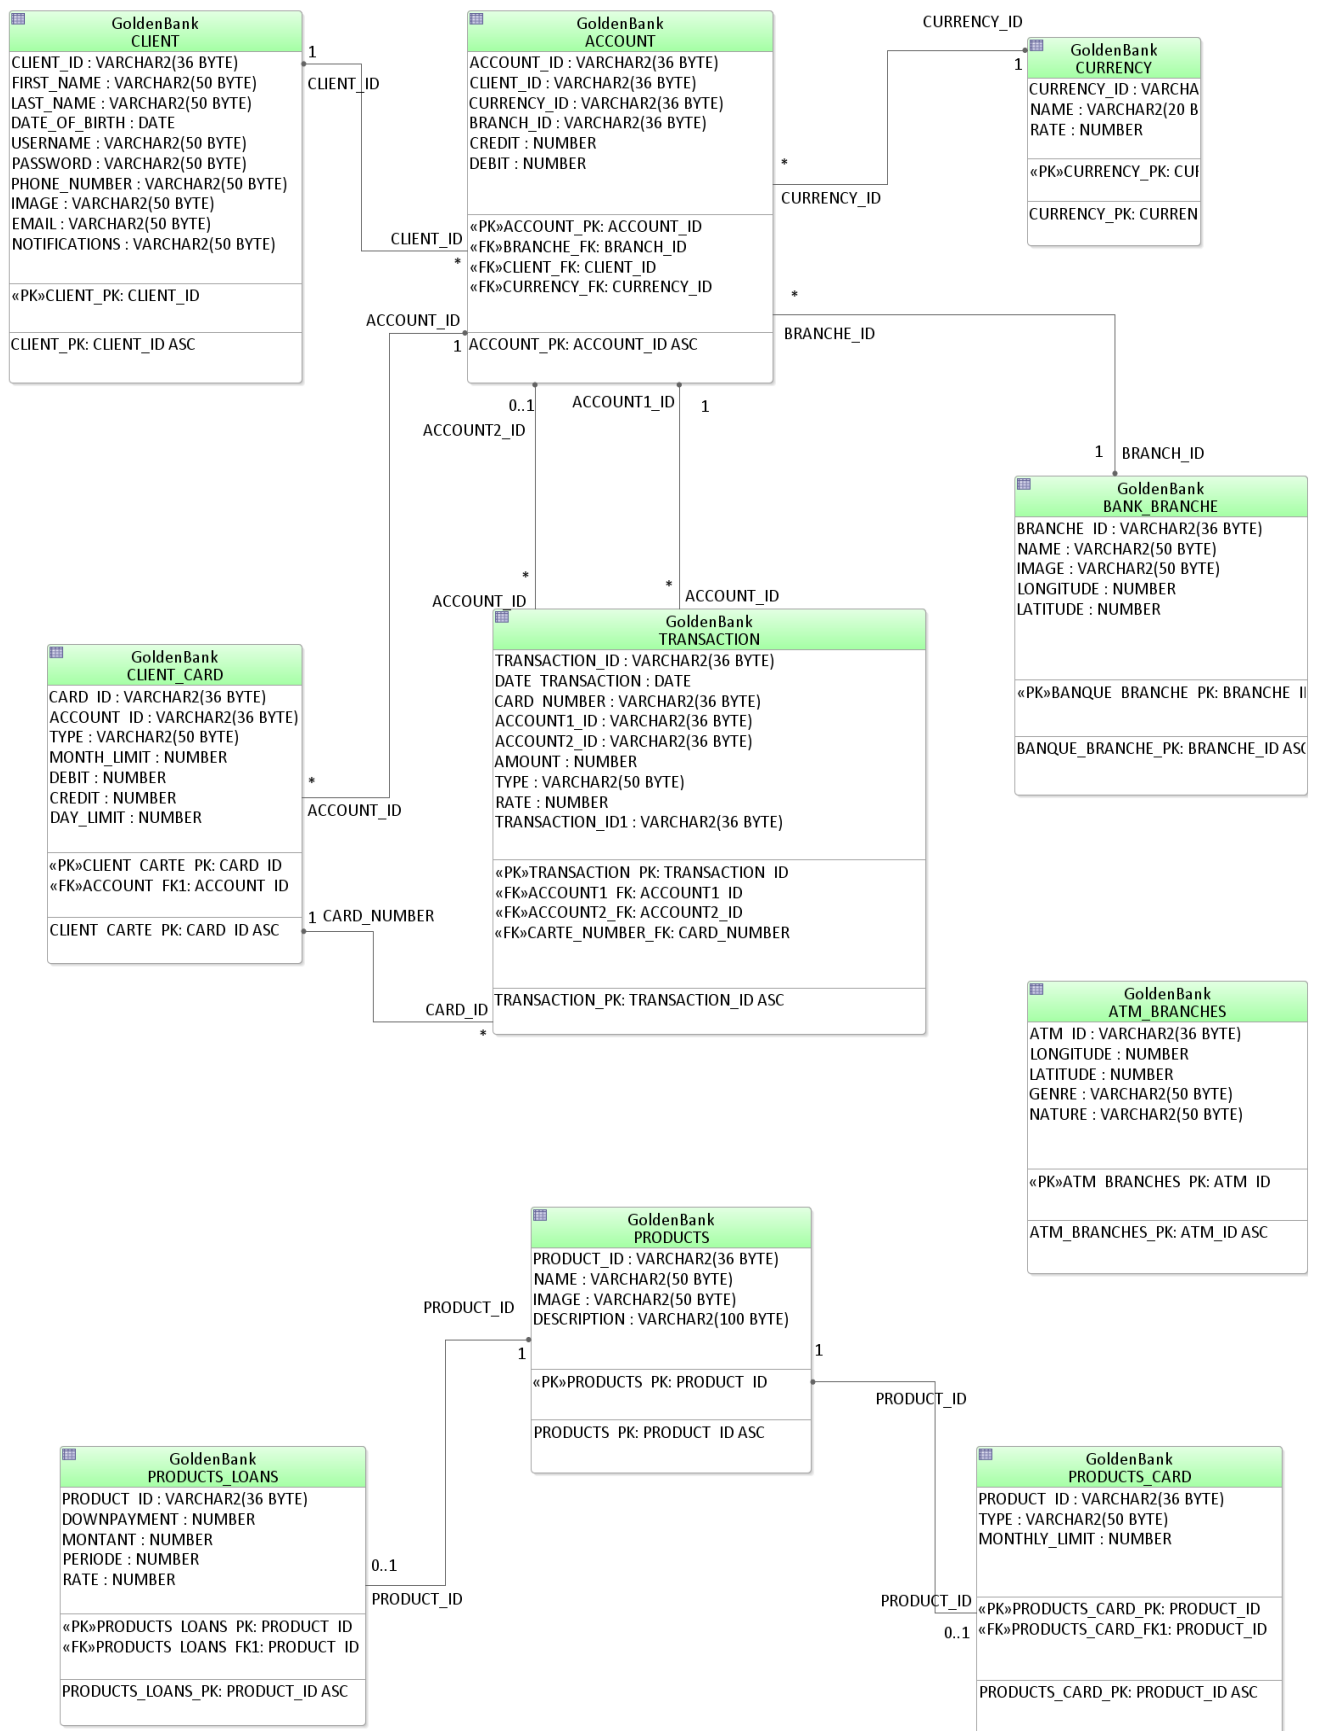 GoldenBank
CLIENT
CLIENT_ID : VARCHAR2(36 BYTE)
FIRST_NAME : VARCHAR2(50 BYTE)
LAST_NAME : VARCHAR2(50 BYTE)
DATE_OF_BIRTH : DATE
USERNAME : VARCHAR2(50 BYTE)
PASSWORD : VARCHAR2(50 BYTE)
PHONE_NUMBER : VARCHAR2(50 BYTE)
IMAGE : VARCHAR2(50 BYTE)
EMAIL : VARCHAR2(50 BYTE)
NOTIFICATIONS : VARCHAR2(50 BYTE)
«PK»CLIENT_PK: CLIENT_ID
CLIENT_PK: CLIENT_ID ASC
1
CLIENT_ID
CLIENT_ID
*
GoldenBank
ACCOUNT
ACCOUNT_ID : VARCHAR2(36 BYTE)
CLIENT_ID : VARCHAR2(36 BYTE)
CURRENCY_ID : VARCHAR2(36 BYTE)
BRANCH_ID : VARCHAR2(36 BYTE)
CREDIT : NUMBER
DEBIT : NUMBER
«PK»ACCOUNT_PK: ACCOUNT_ID
«FK»BRANCHE_FK: BRANCH_ID
«FK»CLIENT_FK: CLIENT_ID
«FK»CURRENCY_FK: CURRENCY_ID
ACCOUNT_PK: ACCOUNT_ID ASC
CURRENCY_ID
1
*
CURRENCY_ID
GoldenBank
CURRENCY
CURRENCY_ID : VARCHA
NAME : VARCHAR2(20 B
RATE : NUMBER
«PK»CURRENCY_PK: CUR
CURRENCY_PK: CURREN
*
BRANCHE_ID
1
BRANCH_ID
ACCOUNT_ID
1
0..1
ACCOUNT2_ID
ACCOUNT1_ID
1
*
ACCOUNT_ID
*
ACCOUNT_ID
GoldenBank
BANK_BRANCHE
BRANCHE_ID : VARCHAR2(36 BYTE)
NAME : VARCHAR2(50 BYTE)
IMAGE : VARCHAR2(50 BYTE)
LONGITUDE : NUMBER
LATITUDE : NUMBER
«PK»BANQUE_BRANCHE_PK: BRANCHE_I
BANQUE_BRANCHE_PK: BRANCHE_ID ASC
GoldenBank
CLIENT_CARD
CARD_ID : VARCHAR2(36 BYTE)
ACCOUNT_ID : VARCHAR2(36 BYTE)
TYPE : VARCHAR2(50 BYTE)
MONTH_LIMIT : NUMBER
DEBIT : NUMBER
CREDIT : NUMBER
DAY_LIMIT : NUMBER
«PK»CLIENT_CARTE_PK: CARD_ID
«FK»ACCOUNT_FK1: ACCOUNT_ID
CLIENT_CARTE_PK: CARD_ID ASC
*
ACCOUNT_ID
1 CARD_NUMBER
CARD_ID
*
GoldenBank
TRANSACTION
TRANSACTION_ID : VARCHAR2(36 BYTE)
DATE_TRANSACTION : DATE
CARD_NUMBER : VARCHAR2(36 BYTE)
ACCOUNT1_ID : VARCHAR2(36 BYTE)
ACCOUNT2_ID : VARCHAR2(36 BYTE)
AMOUNT : NUMBER
TYPE : VARCHAR2(50 BYTE)
RATE : NUMBER
TRANSACTION_ID1 : VARCHAR2(36 BYTE)
«PK»TRANSACTION_PK: TRANSACTION_ID
«FK»ACCOUNT1_FK: ACCOUNT1_ID
«FK»ACCOUNT2_FK: ACCOUNT2_ID
«FK»CARTE_NUMBER_FK: CARD_NUMBER
TRANSACTION_PK: TRANSACTION_ID ASC
GoldenBank
ATM_BRANCHES
ATM_ID : VARCHAR2(36 BYTE)
LONGITUDE : NUMBER
LATITUDE : NUMBER
GENRE : VARCHAR2(50 BYTE)
NATURE : VARCHAR2(50 BYTE)
«PK»ATM_BRANCHES_PK: ATM_ID
ATM_BRANCHES_PK: ATM_ID ASC
GoldenBank
PRODUCTS
PRODUCT_ID : VARCHAR2(36 BYTE)
NAME : VARCHAR2(50 BYTE)
IMAGE : VARCHAR2(50 BYTE)
DESCRIPTION : VARCHAR2(100 BYTE)
«PK»PRODUCTS_PK: PRODUCT_ID
PRODUCTS_PK: PRODUCT_ID ASC
PRODUCT_ID
1
1
PRODUCT_ID
GoldenBank
PRODUCTS_LOANS
PRODUCT_ID : VARCHAR2(36 BYTE)
DOWNPAYMENT : NUMBER
MONTANT : NUMBER
PERIODE : NUMBER
RATE : NUMBER
«PK»PRODUCTS_LOANS_PK: PRODUCT_ID
«FK»PRODUCTS_LOANS_FK1: PRODUCT_ID
PRODUCTS_LOANS_PK: PRODUCT_ID ASC
0..1
PRODUCT_ID
PRODUCT_ID
0..1
GoldenBank
PRODUCTS_CARD
PRODUCT_ID : VARCHAR2(36 BYTE)
TYPE : VARCHAR2(50 BYTE)
MONTHLY_LIMIT : NUMBER
«PK»PRODUCTS_CARD_PK: PRODUCT_ID
«FK»PRODUCTS_CARD_FK1: PRODUCT_ID
PRODUCTS_CARD_PK: PRODUCT_ID ASC